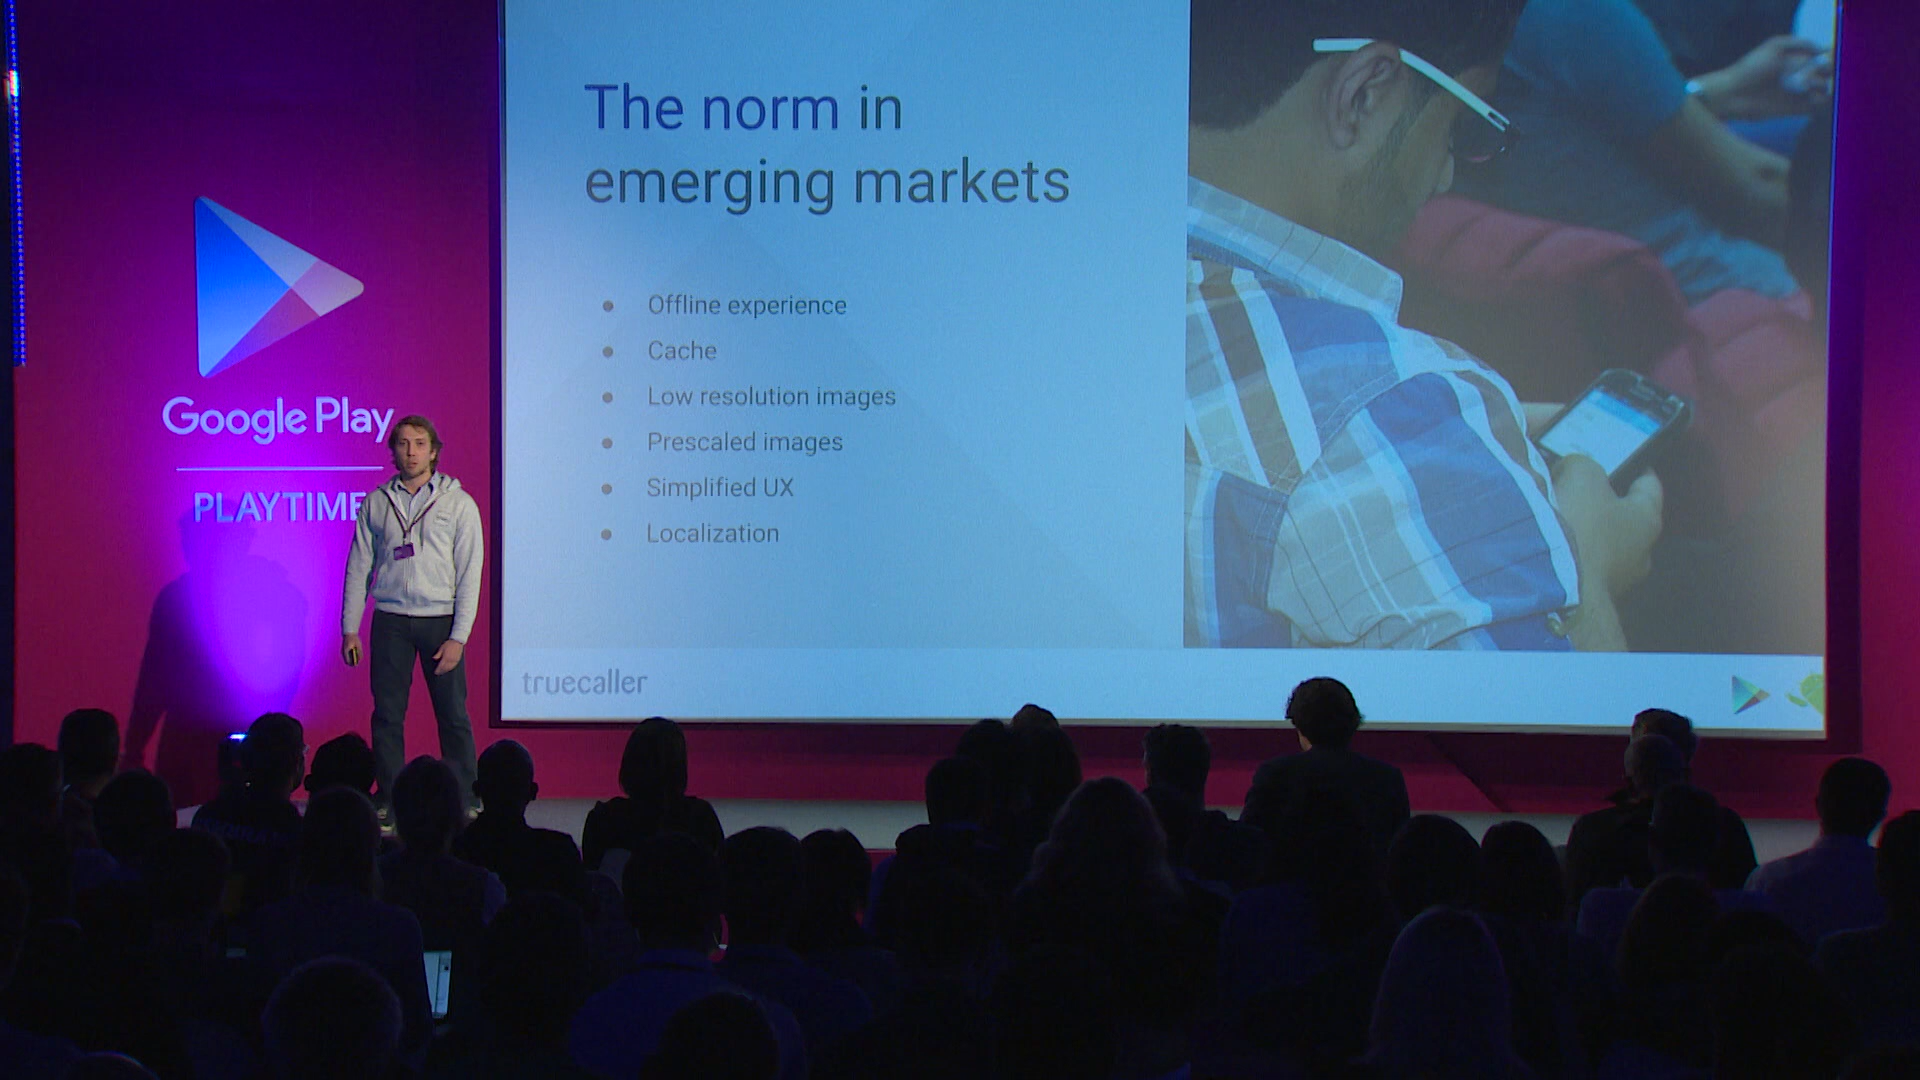 Google Play
PLAYTIME
The norm in
emerging markets
• Offline experience
• Cache
• Low resolution images
• Prescaled images
• Simplified UX
• Localization
truecaller